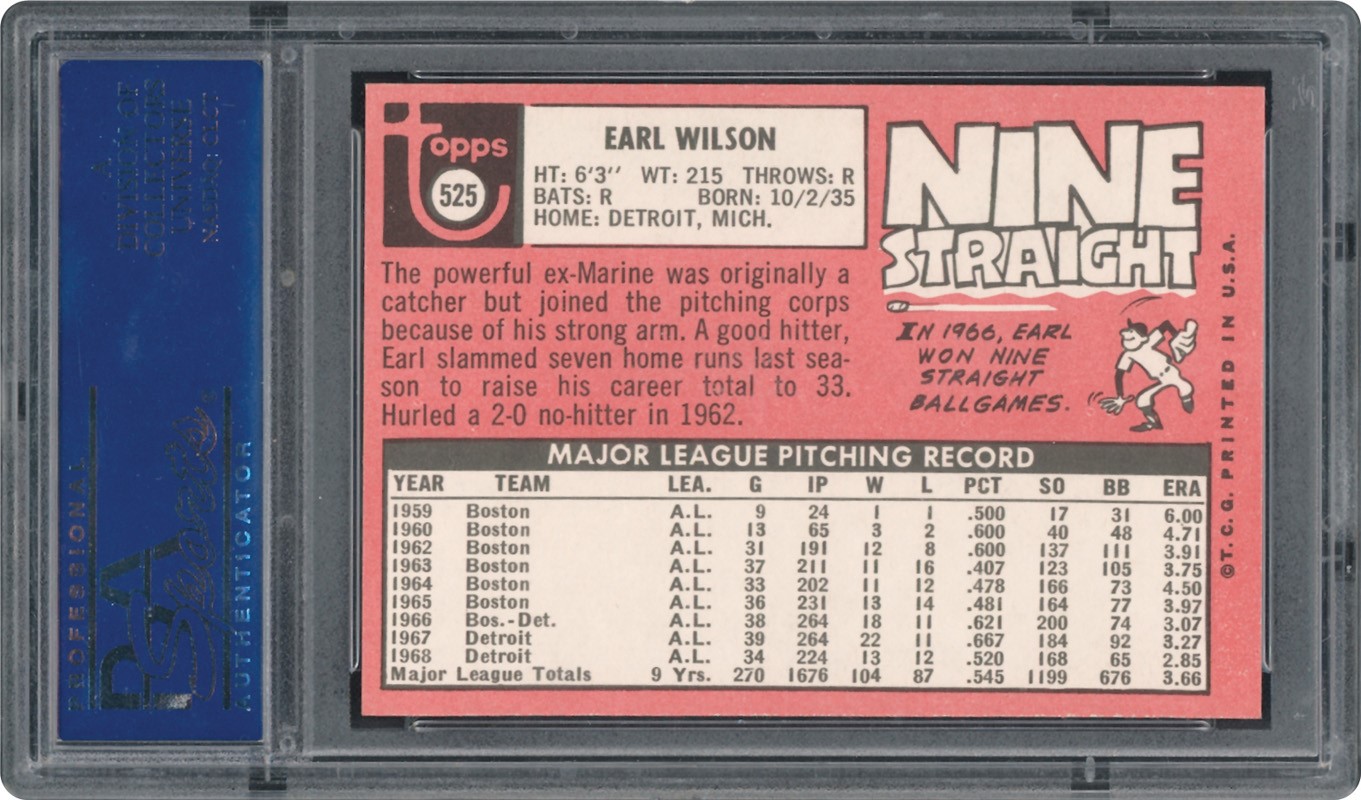 A
DIVISION OF
COLLECTORS
UNIVERSE
NASDAQ: CLCT
PROFESSIONAL
PSA
Sports
AUTHENTICATOR
Topps
525
EARL WILSON
HT: 6'3" WT: 215 THROWS: R
BATS: R BORN: 10/2/35
HOME: DETROIT, MICH.
The powerful ex-Marine was originally a
catcher but joined the pitching corps
because of his strong arm. A good hitter,
Earl slammed seven home runs last sea-
son to raise his career total to 33.
Hurled a 2-0 no-hitter in 1962.
NINE
STRAIGHT
IN 1966, EARL
WON NINE
STRAIGHT
BALLGAMES.
©T. C. G. PRINTED IN U.S.A.
MAJOR LEAGUE PITCHING RECORD
YEAR TEAM LEA. G IP W L PCT SO BB ERA
1959 Boston A.L. 9 24 1 1 .500 17 31 6.00
1960 Boston A.L. 13 65 3 2 .600 40 48 4.71
1962 Boston A.L. 31 191 12 8 .600 137 111 3.91
1963 Boston A.L. 37 211 11 16 .407 123 105 3.75
1964 Boston A.L. 33 202 11 12 .478 166 73 4.50
1965 Boston A.L. 36 231 13 14 .481 164 77 3.97
1966 Bos.-Det. A.L. 38 264 18 11 .621 200 74 3.07
1967 Detroit A.L. 39 264 22 11 .667 184 92 3.27
1968 Detroit A.L. 34 224 13 12 .520 168 65 2.85
Major League Totals 9 Yrs. 270 1676 104 87 .545 1199 676 3.66